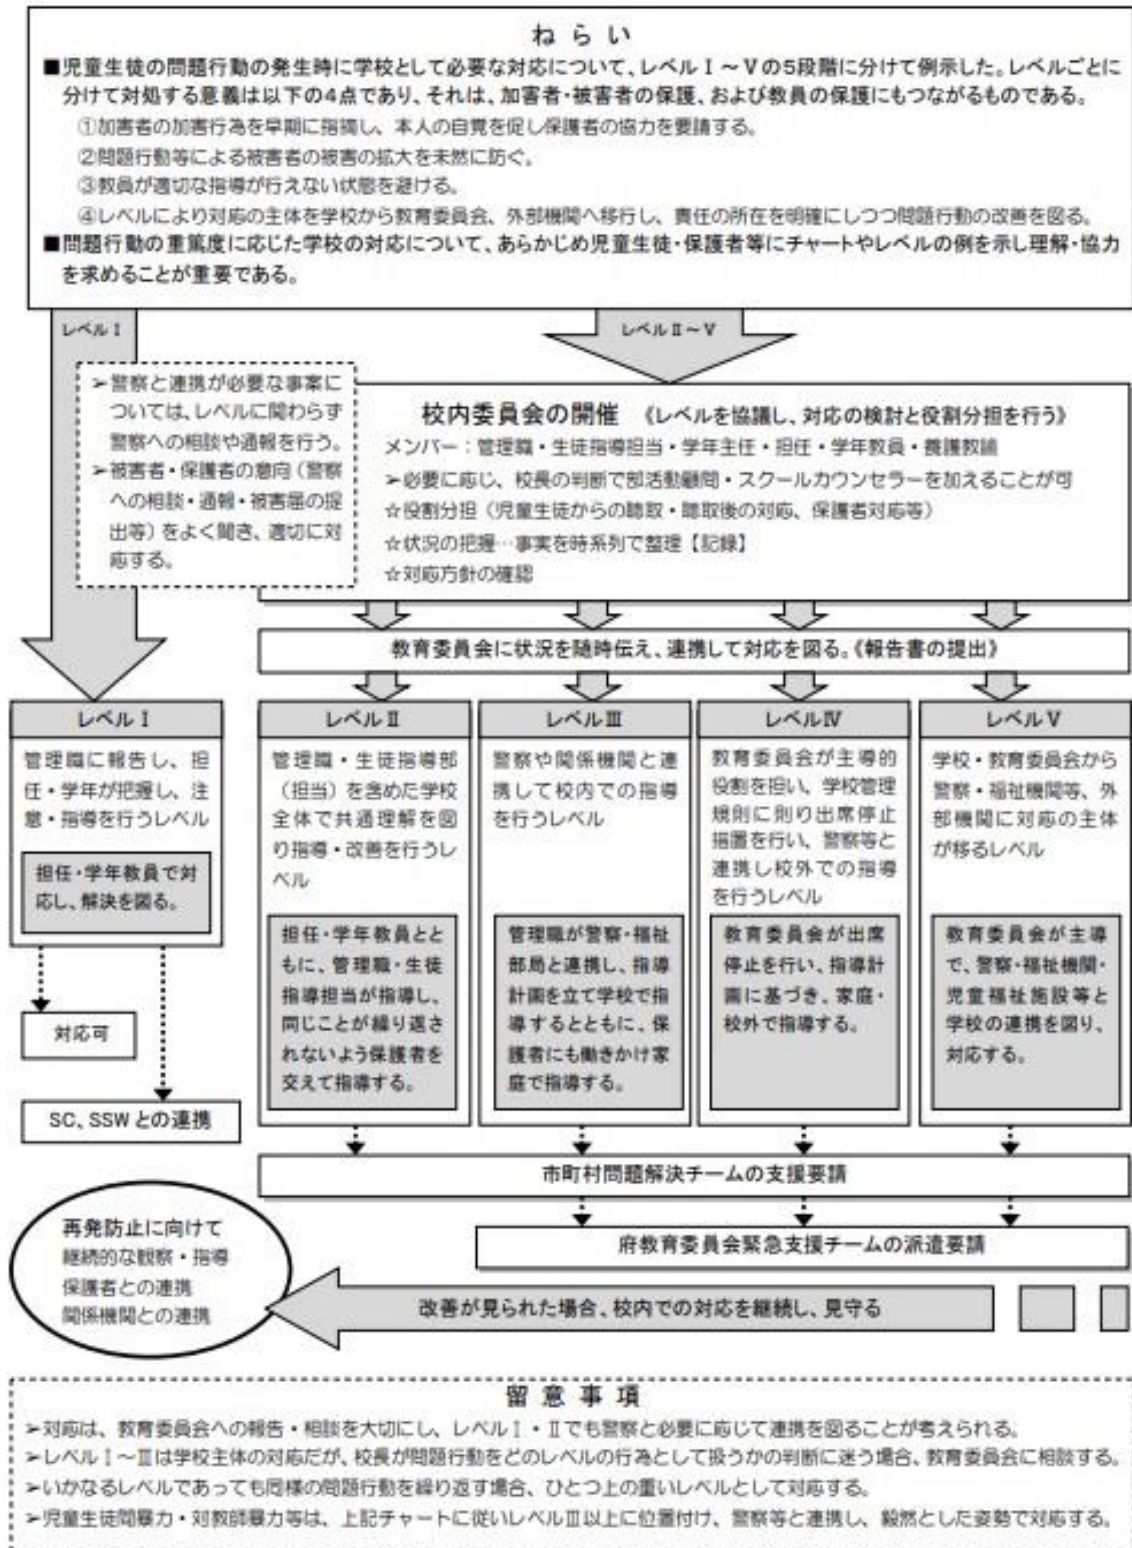 ねらい
■児童生徒の問題行動の発生時に学校として必要な対応について、レベルⅠ～Ⅴの5段階に分けて例示した。レベルごとに
分けて対処する意義は以下の4点であり、それは、加害者・被害者の保護、および教員の保護にもつながるものである。
①加害者の加害行為を早期に指摘し、本人の自覚を促し保護者の協力を要請する。
②問題行動等による被害者の被害の拡大を未然に防ぐ。
③教員が適切な指導が行えない状態を避ける。
④レベルにより対応の主体を学校から教育委員会、外部機関へ移行し、責任の所在を明確にしつつ問題行動の改善を図る。
■問題行動の重篤度に応じた学校の対応について、あらかじめ児童生徒・保護者等にチャートやレベルの例を示し理解・協力
を求めることが重要である。
レベルⅠ
レベルⅡ～Ⅴ
➢警察と連携が必要な事案に
ついては、レベルに関わらず
警察への相談や通報を行う。
➢被害者・保護者の意向（警察
への相談・通報・被害届の提
出等）をよく聞き、適切に対
応する。
校内委員会の開催 《レベルを協議し、対応の検討と役割分担を行う》
メンバー：管理職・生徒指導担当・学年主任・担任・学年教員・養護教諭
➢必要に応じ、校長の判断で部活動顧問・スクールカウンセラーを加えることが可
☆役割分担（児童生徒からの聴取・聴取後の対応、保護者対応等）
☆状況の把握…事実を時系列で整理【記録】
☆対応方針の確認
教育委員会に状況を随時伝え、連携して対応を図る。《報告書の提出》
レベルⅠ
管理職に報告し、担
任・学年が把握し、注
意・指導を行うレベル
担任・学年教員で対
応し、解決を図る。
対応可
SC、SSWとの連携
レベルⅡ
管理職・生徒指導部
（担当）を含めた学校
全体で共通理解を図
り指導・改善を行うレ
ベル
担任・学年教員とと
もに、管理職・生徒
指導担当が指導し、
同じことが繰り返さ
れないよう保護者を
交えて指導する。
レベルⅢ
警察や関係機関と連
携して校内での指導
を行うレベル
管理職が警察・福祉
部局と連携し、指導
計画を立て学校で指
導するとともに、保
護者にも働きかけ家
庭で指導する。
レベルⅣ
教育委員会が主導的
役割を担い、学校管理
規則に則り出席停止
措置を行い、警察等と
連携し校外での指導
を行うレベル
教育委員会が出席
停止を行い、指導計
画に基づき、家庭・
校外で指導する。
レベルⅤ
学校・教育委員会から
警察・福祉機関等、外
部機関に対応の主体
が移るレベル
教育委員会が主導
で、警察・福祉機関・
児童福祉施設等と
学校の連携を図り、
対応する。
市町村問題解決チームの支援要請
府教育委員会緊急支援チームの派遣要請
再発防止に向けて
継続的な観察・指導
保護者との連携
関係機関との連携
改善が見られた場合、校内での対応を継続し、見守る
留意事項
➢対応は、教育委員会への報告・相談を大切にし、レベルⅠ・Ⅱでも警察と必要に応じて連携を図ることが考えられる。
➢レベルⅠ～Ⅲは学校主体の対応だが、校長が問題行動をどのレベルの行為として扱うかの判断に迷う場合、教育委員会に相談する。
➢いかなるレベルであっても同様の問題行動を繰り返す場合、ひとつ上の重いレベルとして対応する。
➢児童生徒間暴力・対教師暴力等は、上記チャートに従いレベルⅢ以上に位置付け、警察等と連携し、毅然とした姿勢で対応する。